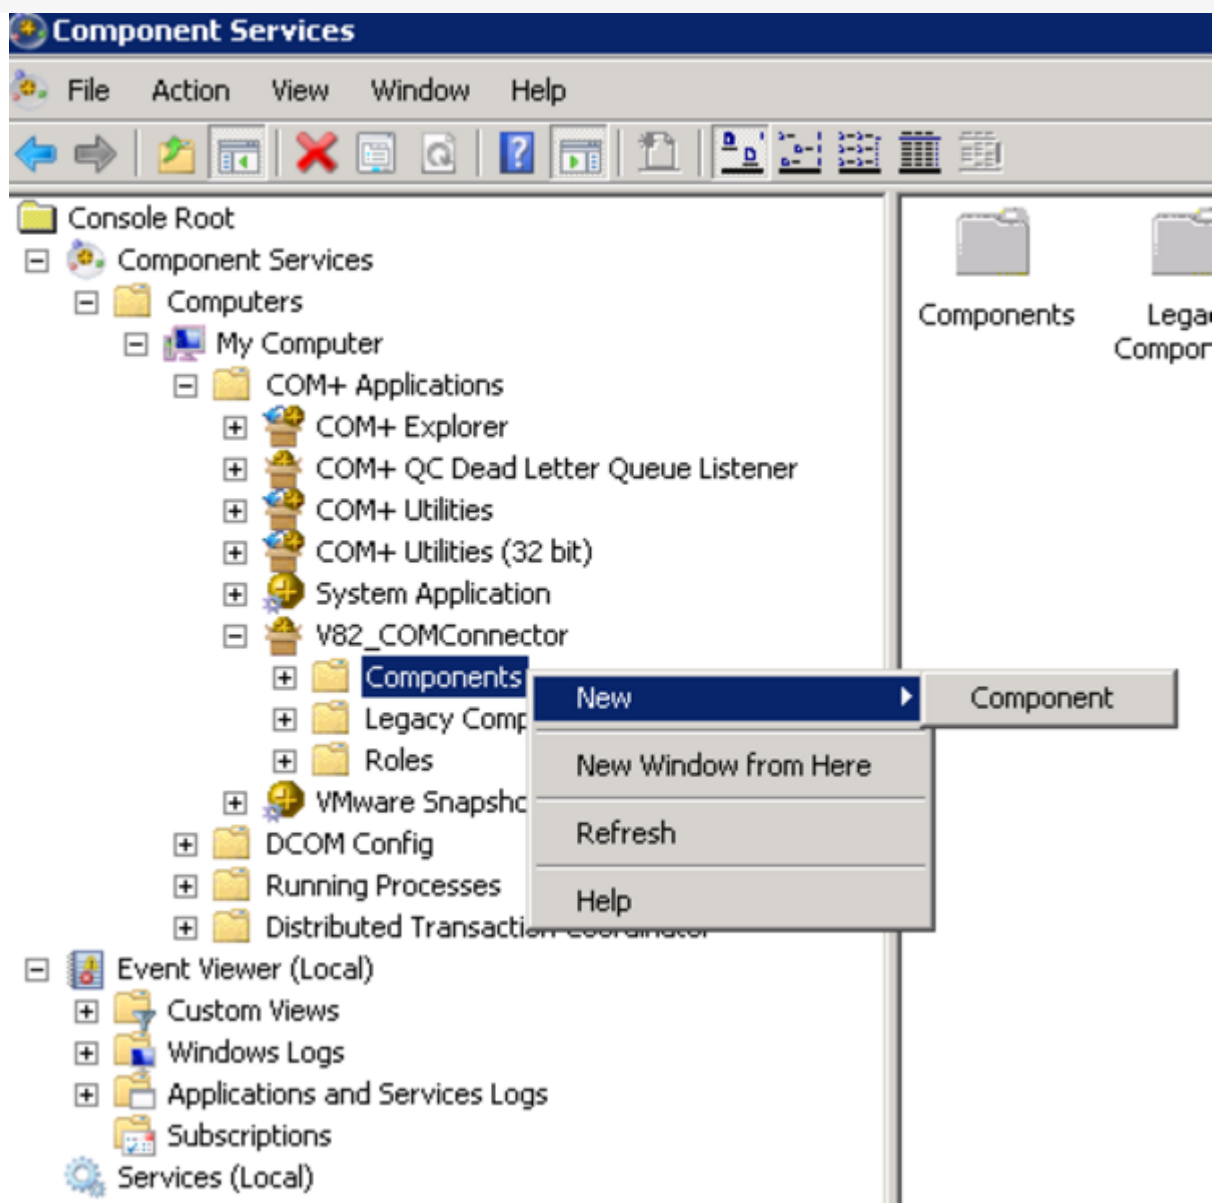 Component Services
File Action View Window Help
Console Root
Component Services
Computers
My Computer
COM+ Applications
COM+ Explorer
COM+ QC Dead Letter Queue Listener
COM+ Utilities
COM+ Utilities (32 bit)
System Application
V82_COMConnector
Components
Legacy Comp
Roles
VMware Snapsho
DCOM Config
Running Processes
Distributed Transaction Coordinator
Event Viewer (Local)
Custom Views
Windows Logs
Applications and Services Logs
Subscriptions
Services (Local)
New
New Window from Here
Refresh
Help
Component
Components
Lega
Compor